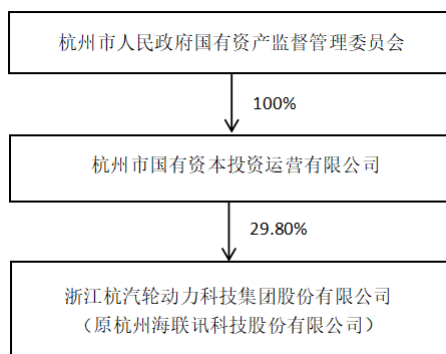 杭州市人民政府国有资产监督管理委员会
100%
杭州市国有资本投资运营有限公司
29.80%
浙江杭汽轮动力科技集团股份有限公司
（原杭州海联讯科技股份有限公司）